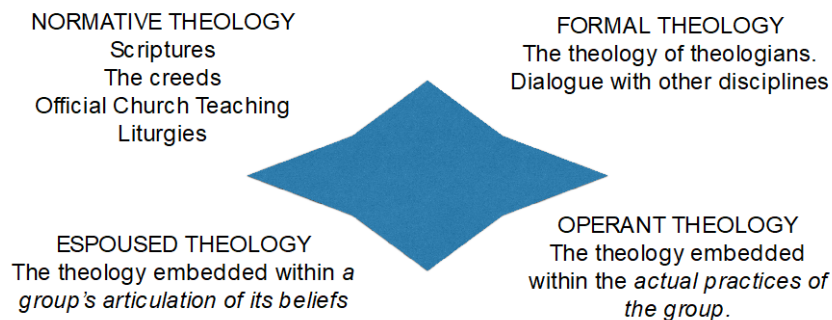 NORMATIVE THEOLOGY
Scriptures
The creeds
Official Church Teaching
Liturgies
FORMAL THEOLOGY
The theology of theologians.
Dialogue with other disciplines
ESPOUSED THEOLOGY
The theology embedded within a
group's articulation of its beliefs
OPERANT THEOLOGY
The theology embedded
within the actual practices of
the group.